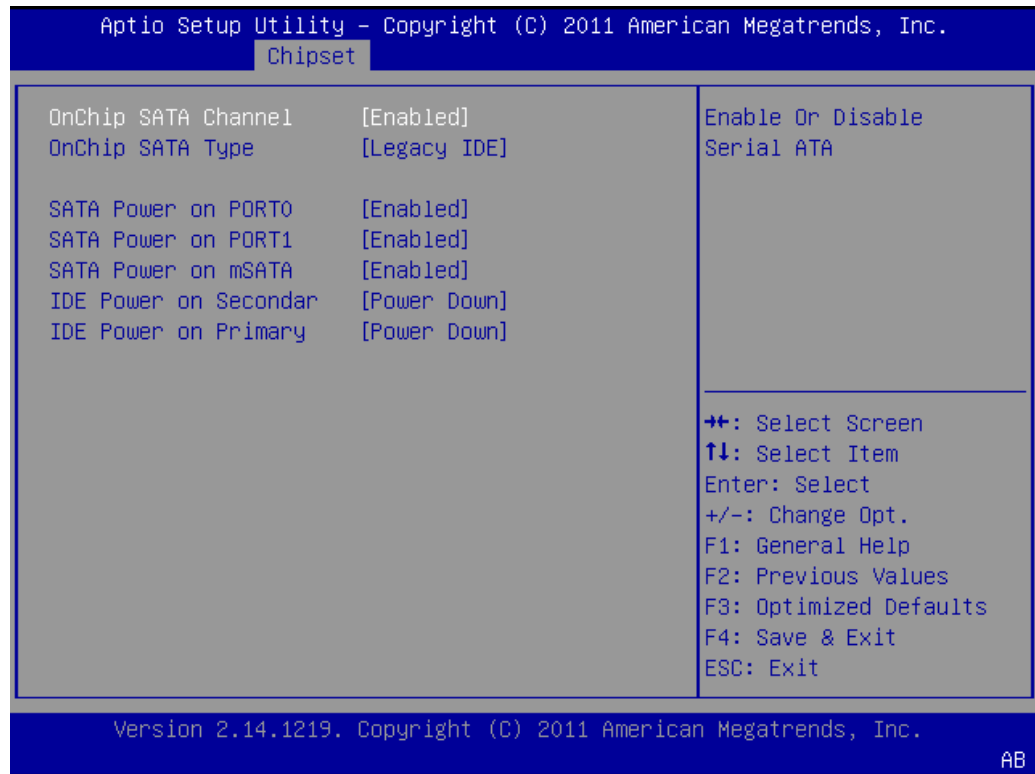 Aptio Setup Utility – Copyright (C) 2011 American Megatrends, Inc.
Chipset
OnChip SATA Channel [Enabled]
OnChip SATA Type [Legacy IDE]
SATA Power on PORT0 [Enabled]
SATA Power on PORT1 [Enabled]
SATA Power on mSATA [Enabled]
IDE Power on Secondar [Power Down]
IDE Power on Primary [Power Down]
Enable Or Disable
Serial ATA
→←: Select Screen
↑↓: Select Item
Enter: Select
+/-: Change Opt.
F1: General Help
F2: Previous Values
F3: Optimized Defaults
F4: Save & Exit
ESC: Exit
Version 2.14.1219. Copyright (C) 2011 American Megatrends, Inc.
AB